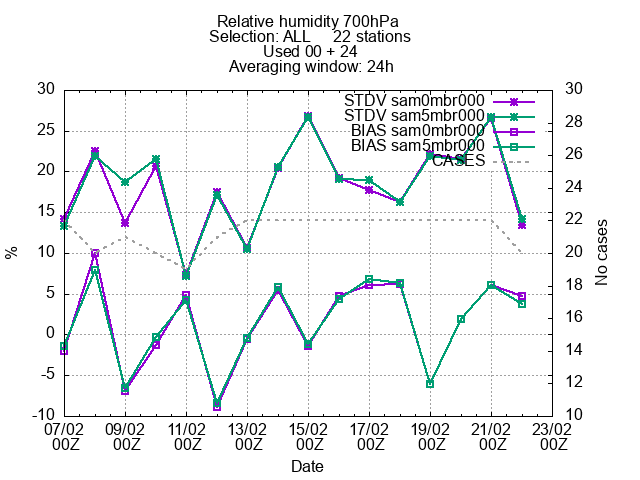 Relative humidity 700hPa
Selection: ALL 22 stations
Used 00 + 24
Averaging window: 24h
STDV sam0mbr000
STDV sam5mbr000
BIAS sam0mbr000
BIAS sam5mbr000
CASES
30
25
20
15
10
5
0
-5
-10
%
30
28
26
24
22
20
18
16
14
12
10
No cases
07/02 09/02 11/02 13/02 15/02 17/02 19/02 21/02 23/02
00Z 00Z 00Z 00Z 00Z 00Z 00Z 00Z 00Z
Date